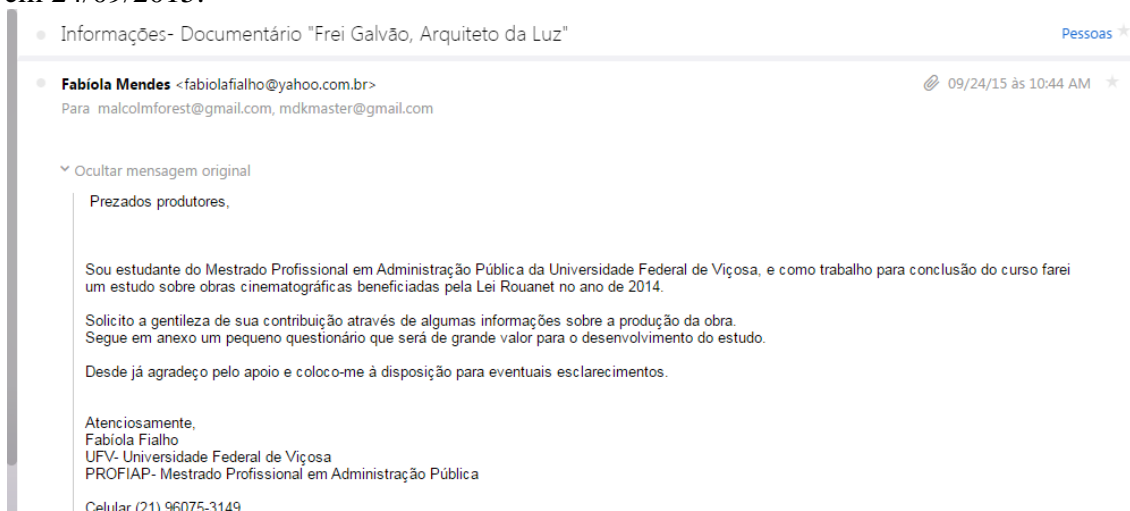 em 24/09/2015.
Informações- Documentário "Frei Galvão, Arquiteto da Luz"
Pessoas
Fabíola Mendes <fabiolafialho@yahoo.com.br>
09/24/15 às 10:44 AM
Para malcolmforest@gmail.com, mdkmaster@gmail.com
Ocultar mensagem original
Prezados produtores,
Sou estudante do Mestrado Profissional em Administração Pública da Universidade Federal de Viçosa, e como trabalho para conclusão do curso farei
um estudo sobre obras cinematográficas beneficiadas pela Lei Rouanet no ano de 2014.
Solicito a gentileza de sua contribuição através de algumas informações sobre a produção da obra.
Segue em anexo um pequeno questionário que será de grande valor para o desenvolvimento do estudo.
Desde já agradeço pelo apoio e coloco-me à disposição para eventuais esclarecimentos.
Atenciosamente,
Fabíola Fialho
UFV- Universidade Federal de Viçosa
PROFIAP- Mestrado Profissional em Administração Pública
Celular (21) 96075-3149